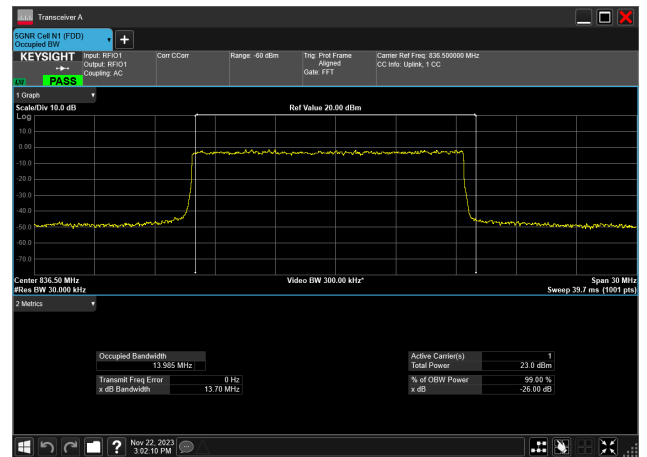 Transceiver A
5GNR Cell N1 (FDD)
Occupied BW
KEYSIGHT
LW PASS
Input: RFIO1
Output: RFIO1
Coupling: AC
Corr CCorr
Range: -60 dBm
Trig: Prot Frame
Aligned
Gate: FFT
Carrier Ref Freq: 836.500000 MHz
CC Info: Uplink, 1 CC
1 Graph
Scale/Div 10.0 dB
Ref Value 20.00 dBm
Log
10.0
0.00
-10.0
-20.0
-30.0
-40.0
-50.0
-60.0
-70.0
Center 836.50 MHz
Video BW 300.00 kHz*
Span 30 MHz
#Res BW 30.000 kHz
Sweep 39.7 ms (1001 pts)
2 Metrics
Occupied Bandwidth
13.985 MHz
Active Carrier(s) 1
Total Power 23.0 dBm
Transmit Freq Error 0 Hz
x dB Bandwidth 13.70 MHz
% of OBW Power 99.00 %
x dB -26.00 dB
Nov 22, 2023
3:02:10 PM